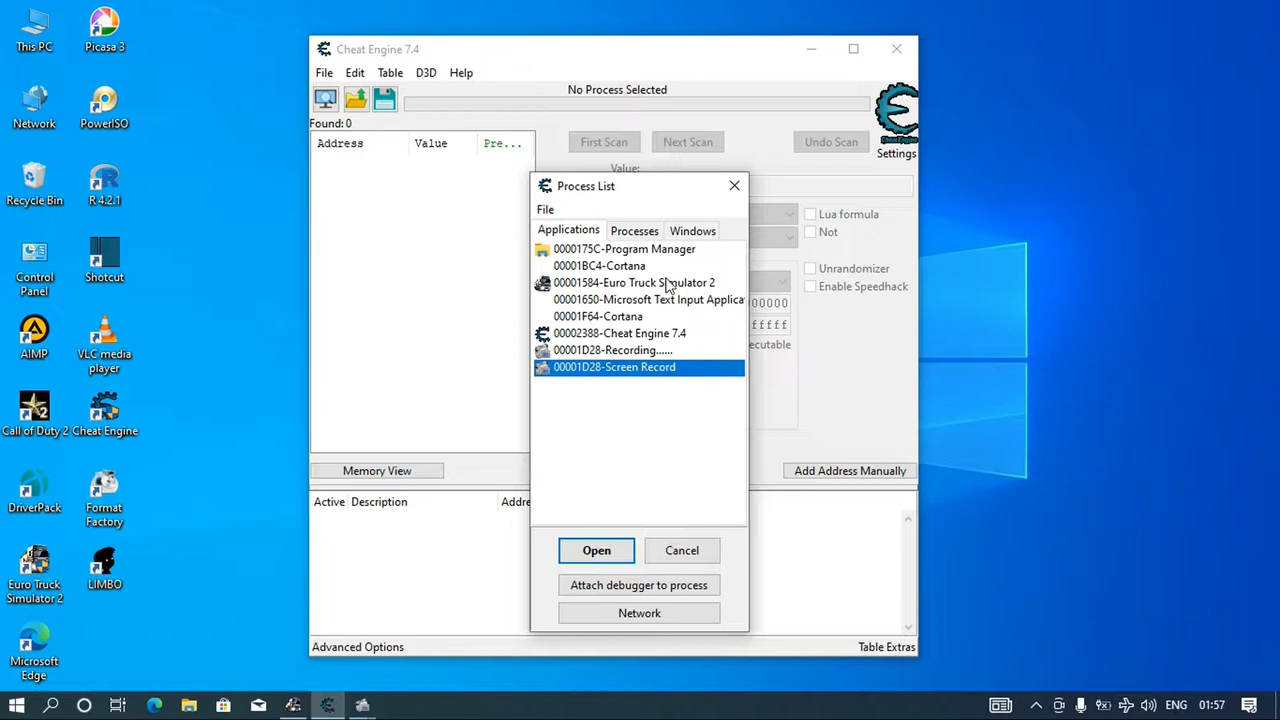 This PC
Picasa 3
Network
PowerISO
Recycle Bin
R 4.2.1
Control
Panel
Shotcut
AIMP
VLC media
player
Call of Duty 2
Cheat Engine
DriverPack
Format
Factory
Euro Truck
Simulator 2
LIMBO
Microsoft
Edge
Cheat Engine 7.4
File Edit Table D3D Help
No Process Selected
Found: 0
Address Value Pre...
First Scan Next Scan Undo Scan
Settings
Value:
Lua formula
Not
Unrandomizer
Enable Speedhack
Process List
File
Applications Processes Windows
0000175C-Program Manager
00001BC4-Cortana
00001584-Euro Truck Simulator 2
00001650-Microsoft Text Input Applica
00001F64-Cortana
00002388-Cheat Engine 7.4
00001D28-Recording......
00001D28-Screen Record
Open Cancel
Attach debugger to process
Network
Memory View
Add Address Manually
Active Description
Advanced Options
Table Extras
ENG 01:57